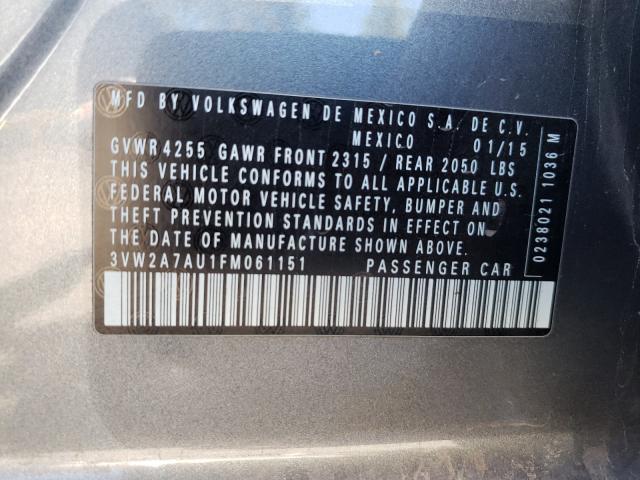 MFD BY VOLKSWAGEN DE MEXICO S.A. DE C.V.
MEXICO 01/15
GVWR 4255 GAWR FRONT 2315 / REAR 2050 LBS
THIS VEHICLE CONFORMS TO ALL APPLICABLE U.S.
FEDERAL MOTOR VEHICLE SAFETY, BUMPER AND
THEFT PREVENTION STANDARDS IN EFFECT ON
THE DATE OF MANUFACTURE SHOWN ABOVE.
3VW2A7AU1FM061151 PASSENGER CAR
0238021 1036 M